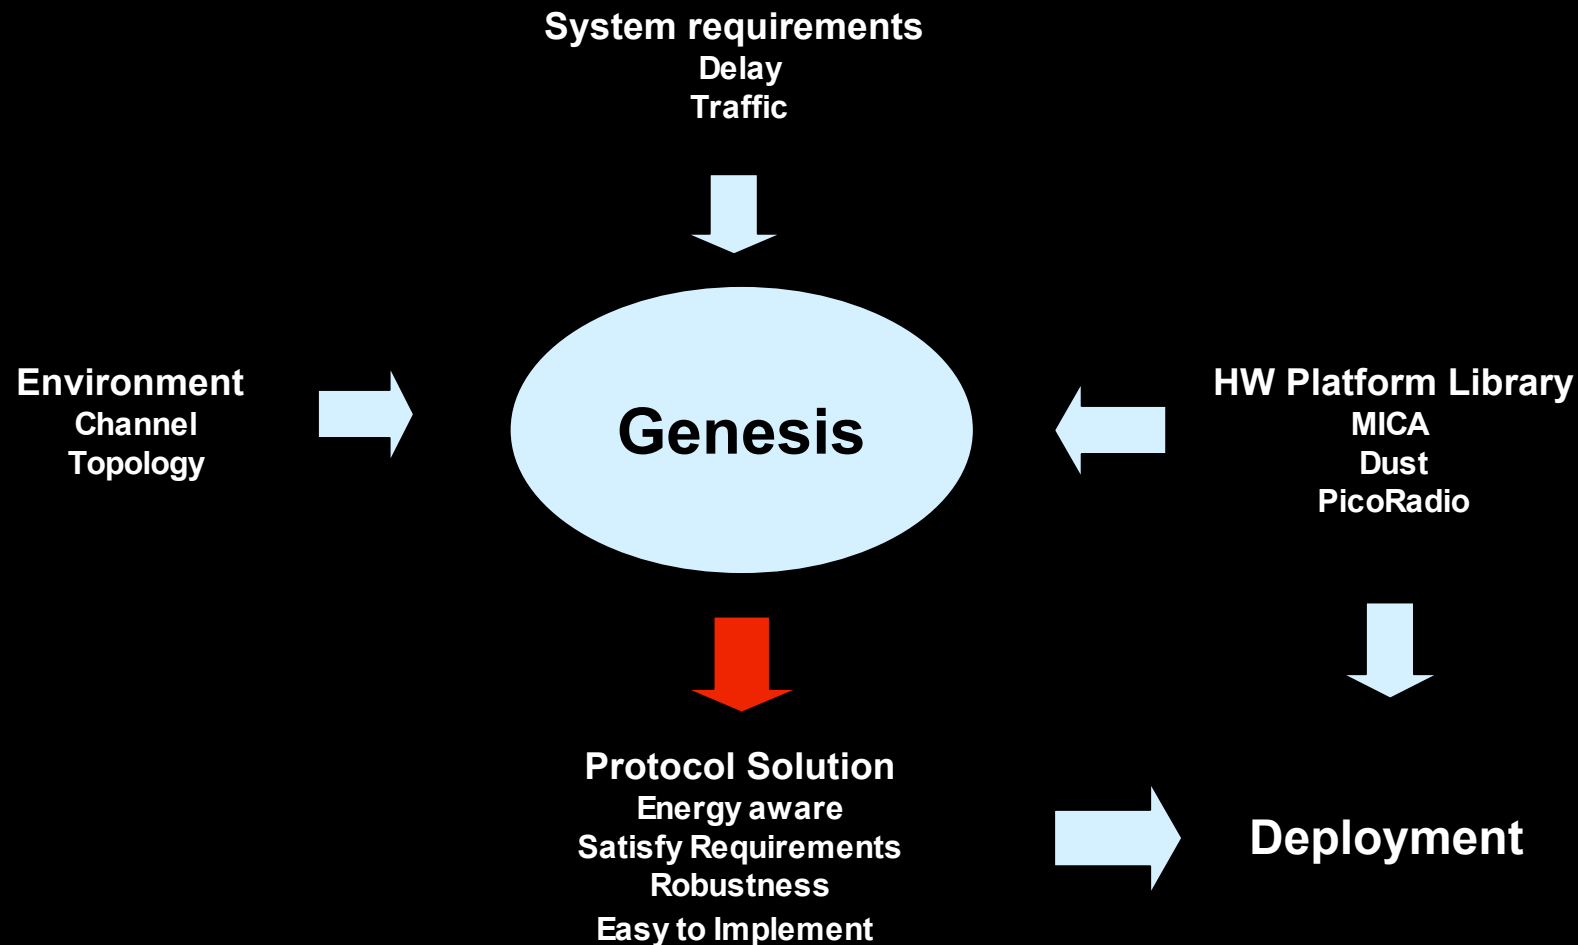 System requirements
Delay
Traffic
Environment
Channel
Topology
Genesis
HW Platform Library
MICA
Dust
PicoRadio
Protocol Solution
Energy aware
Satisfy Requirements
Robustness
Easy to Implement
Deployment